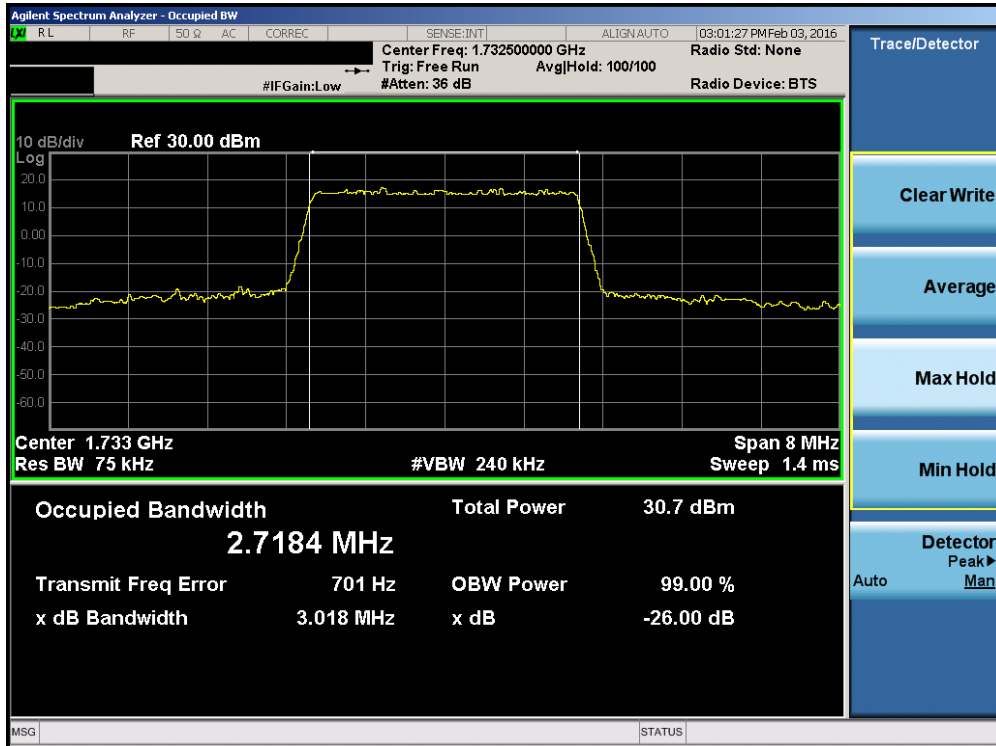 Agilent Spectrum Analyzer - Occupied BW
LXI RL RF 50 Ω AC CORREC SENSE:INT ALIGN AUTO 03:01:27 PM Feb 03, 2016
Center Freq: 1.732500000 GHz Radio Std: None
Trig: Free Run Avg|Hold: 100/100
#IFGain:Low #Atten: 36 dB Radio Device: BTS
10 dB/div Ref 30.00 dBm
Log
20.0
10.0
0.00
-10.0
-20.0
-30.0
-40.0
-50.0
-60.0
Center 1.733 GHz Span 8 MHz
Res BW 75 kHz #VBW 240 kHz Sweep 1.4 ms
Occupied Bandwidth Total Power 30.7 dBm
2.7184 MHz
Transmit Freq Error 701 Hz OBW Power 99.00 %
x dB Bandwidth 3.018 MHz x dB -26.00 dB
Trace/Detector
Clear Write
Average
Max Hold
Min Hold
Detector
Peak▶
Auto Man
MSG STATUS